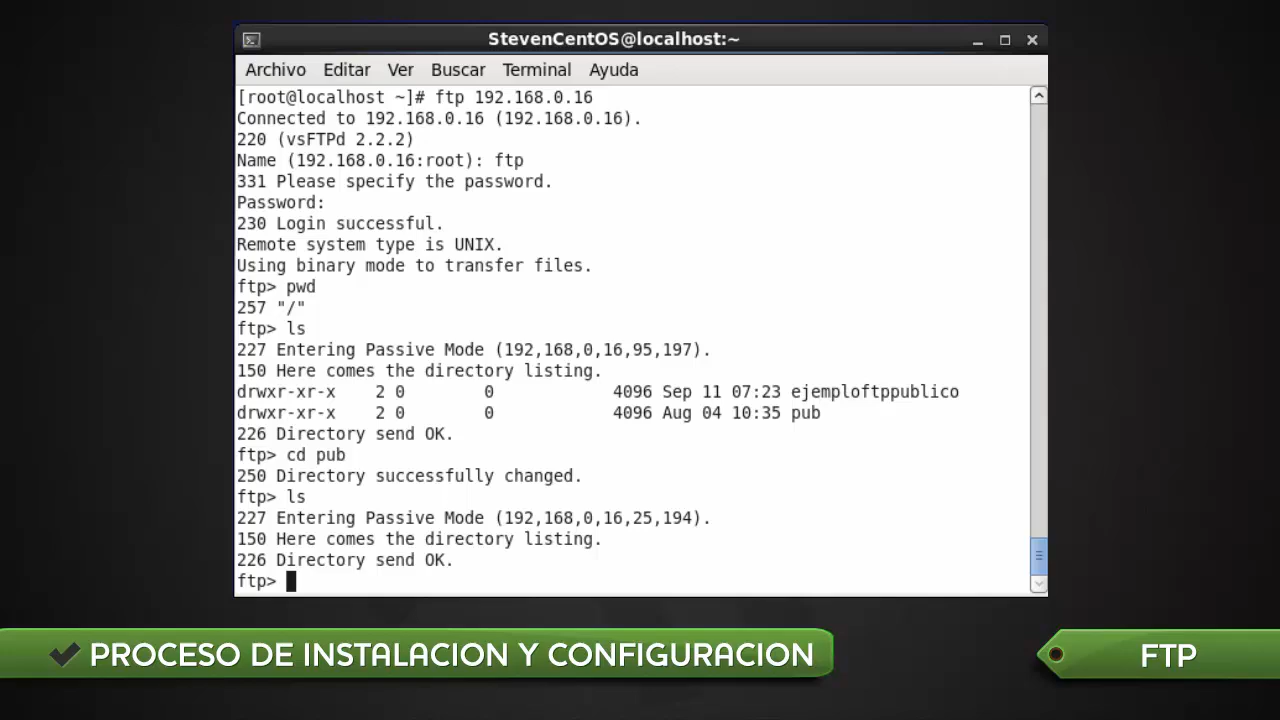 StevenCentOS@localhost:~
Archivo Editar Ver Buscar Terminal Ayuda
[root@localhost ~]# ftp 192.168.0.16
Connected to 192.168.0.16 (192.168.0.16).
220 (vsFTPd 2.2.2)
Name (192.168.0.16:root): ftp
331 Please specify the password.
Password:
230 Login successful.
Remote system type is UNIX.
Using binary mode to transfer files.
ftp> pwd
257 "/"
ftp> ls
227 Entering Passive Mode (192,168,0,16,95,197).
150 Here comes the directory listing.
drwxr-xr-x    2 0        0            4096 Sep 11 07:23 ejemploftppublico
drwxr-xr-x    2 0        0            4096 Aug 04 10:35 pub
226 Directory send OK.
ftp> cd pub
250 Directory successfully changed.
ftp> ls
227 Entering Passive Mode (192,168,0,16,25,194).
150 Here comes the directory listing.
226 Directory send OK.
ftp>
PROCESO DE INSTALACION Y CONFIGURACION
FTP